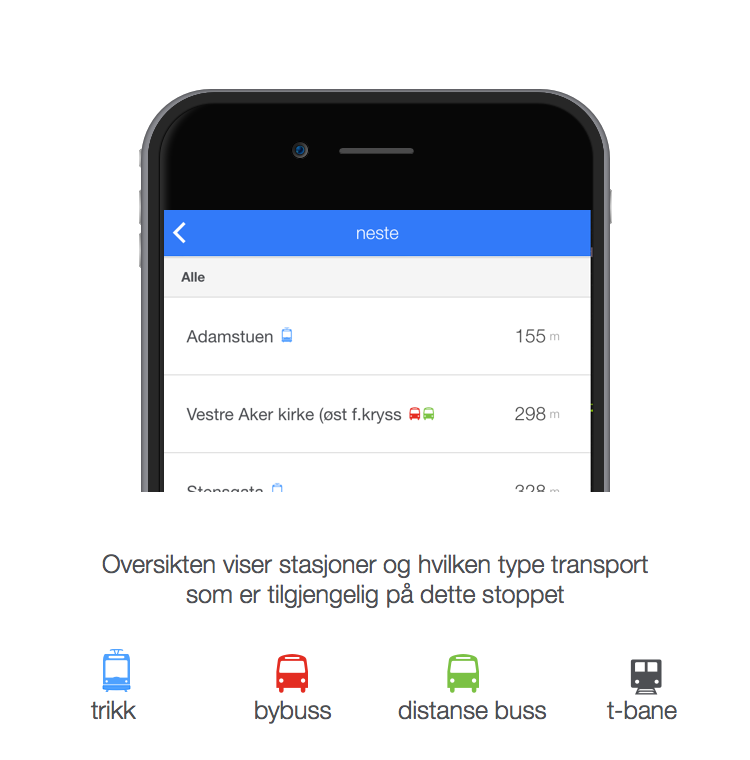 neste
Alle
Adamstuen 155 m
Vestre Aker kirke (øst f.kryss 298 m
Stensgata 328 m
Oversikten viser stasjoner og hvilken type transport
som er tilgjengelig på dette stoppet
trikk bybuss distanse buss t-bane